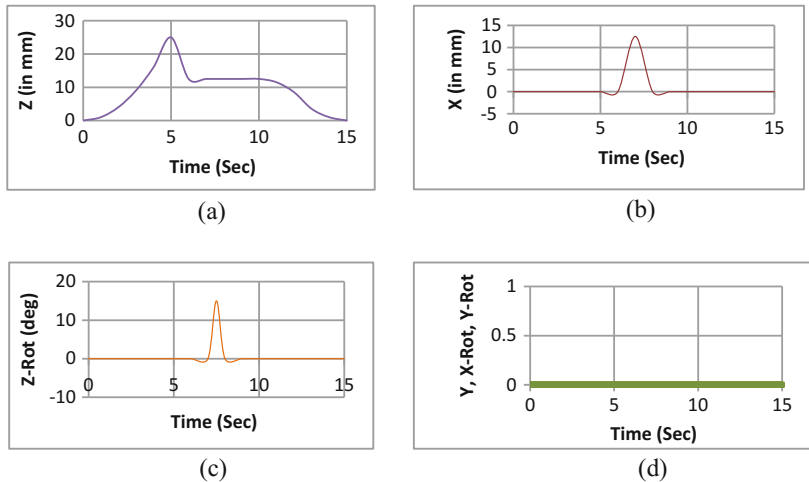 30
20
10
0
Z (in mm)
0 5 10 15
Time (Sec)
(a)
15
10
5
0
-5
X (in mm)
0 5 10 15
Time (Sec)
(b)
20
10
0
-10
Z-Rot (deg)
0 5 10 15
Time (Sec)
(c)
1
0.5
0
Y, X-Rot, Y-Rot
0 5 10 15
Time (Sec)
(d)